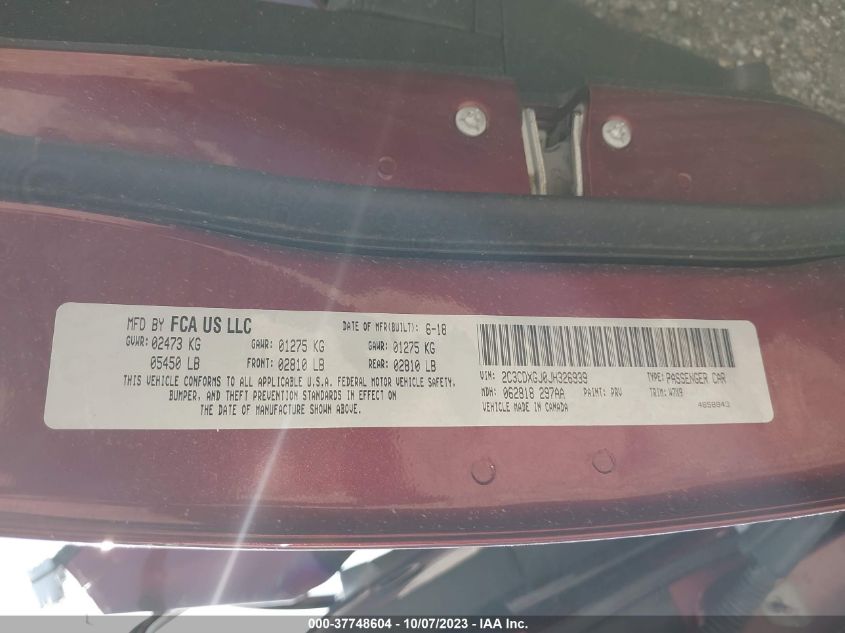 MFD BY FCA US LLC
DATE OF MFR(BUILT): 6-18
GVWR: 02473 KG
GAWR: 01275 KG
GAWR: 01275 KG
05450 LB
FRONT: 02810 LB
REAR: 02810 LB
THIS VEHICLE CONFORMS TO ALL APPLICABLE U.S.A. FEDERAL MOTOR VEHICLE SAFETY,
BUMPER, AND THEFT PREVENTION STANDARDS IN EFFECT ON
THE DATE OF MANUFACTURE SHOWN ABOVE.
VIN: 2C3CDXGJ0JH326939
TYPE: PASSENGER CAR
MDH: 062818 297AA
PAINT: PRV
TRIM: A7X9
VEHICLE MADE IN CANADA
4658843
000-37748604 - 10/07/2023 - IAA Inc.